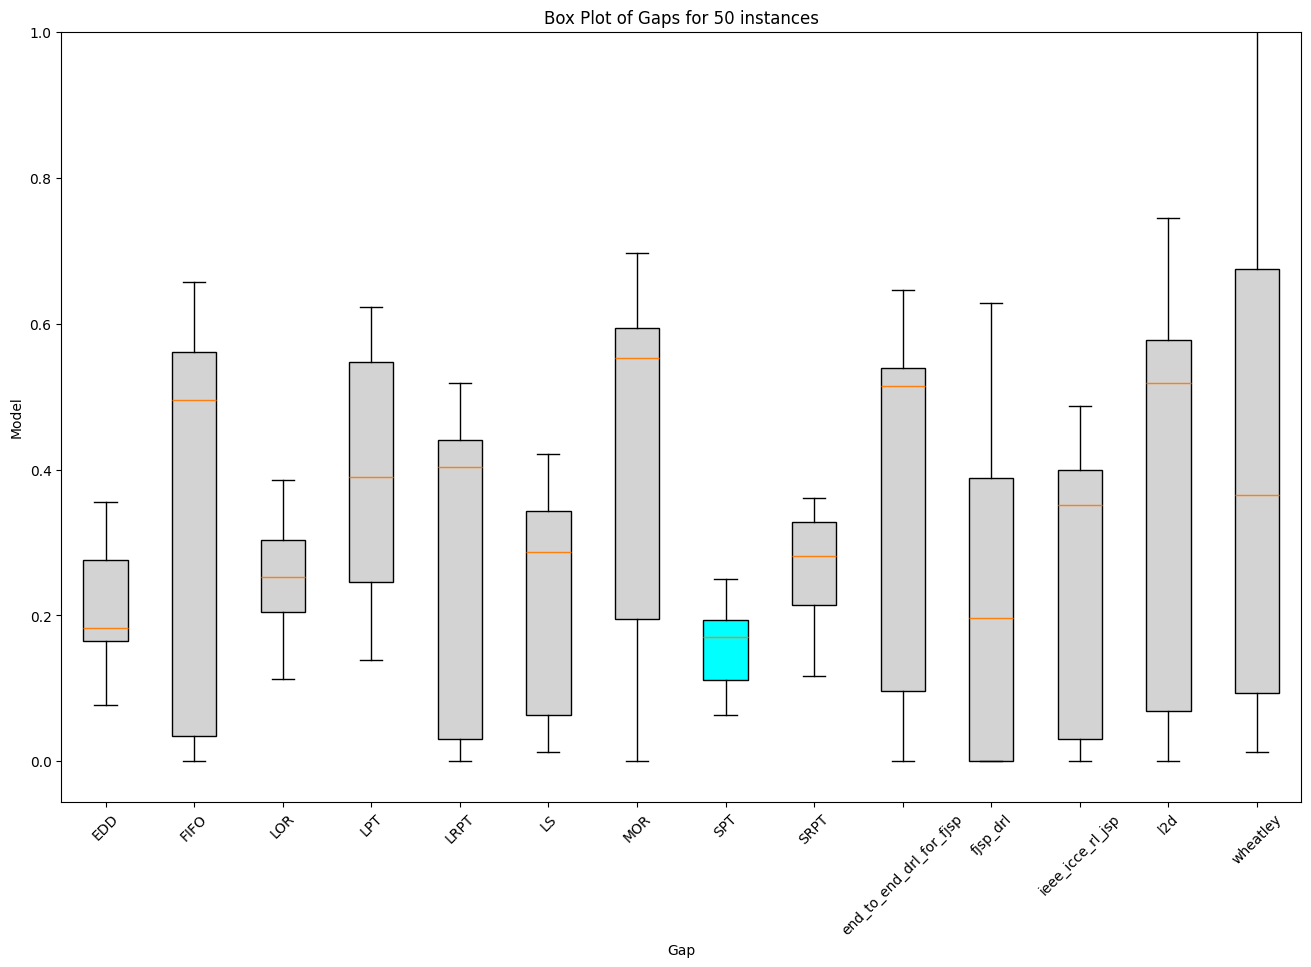 Box Plot of Gaps for 50 instances
1.0
0.8
0.6
0.4
0.2
0.0
Model
EDD
FIFO
LOR
LPT
LRPT
LS
MOR
SPT
SRPT
end_to_end_drl_for_fjsp
fjsp_drl
ieee_icce_rl_jsp
l2d
wheatley
Gap